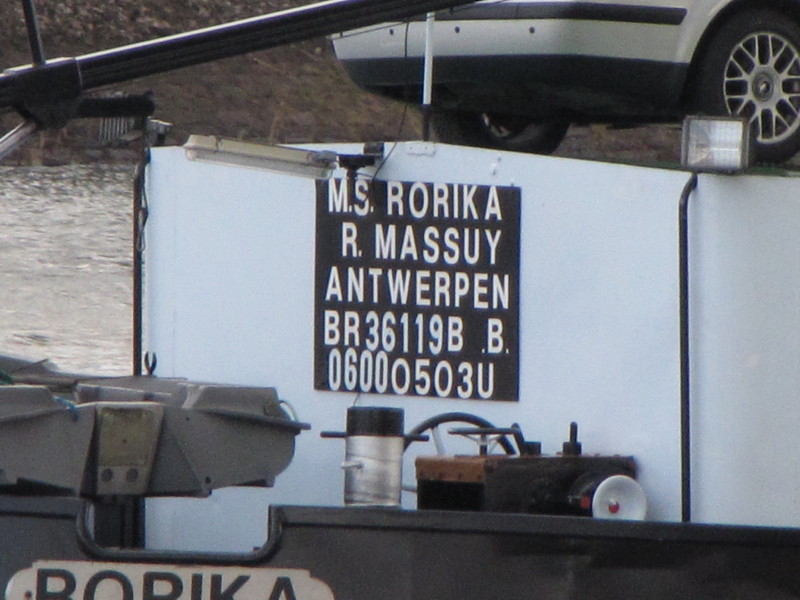 M.S. RORIKA
R. MASSUY
ANTWERPEN
BR36119B .B.
06000503U
RORIKA